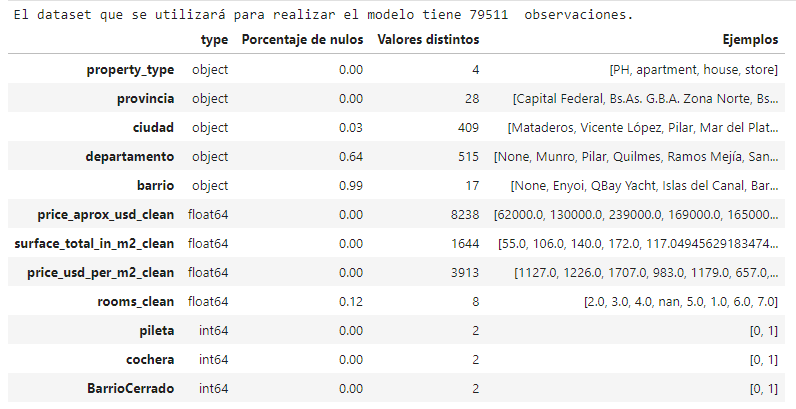 El dataset que se utilizará para realizar el modelo tiene 79511  observaciones.
type Porcentaje de nulos Valores distintos Ejemplos
property_type object 0.00 4 [PH, apartment, house, store]
provincia object 0.00 28 [Capital Federal, Bs.As. G.B.A. Zona Norte, Bs...
ciudad object 0.03 409 [Mataderos, Vicente López, Pilar, Mar del Plat...
departamento object 0.64 515 [None, Munro, Pilar, Quilmes, Ramos Mejía, San...
barrio object 0.99 17 [None, Enyoi, QBay Yacht, Islas del Canal, Bar...
price_aprox_usd_clean float64 0.00 8238 [62000.0, 130000.0, 239000.0, 169000.0, 165000...
surface_total_in_m2_clean float64 0.00 1644 [55.0, 106.0, 140.0, 172.0, 117.04945629183474...
price_usd_per_m2_clean float64 0.00 3913 [1127.0, 1226.0, 1707.0, 983.0, 1179.0, 657.0,...
rooms_clean float64 0.12 8 [2.0, 3.0, 4.0, nan, 5.0, 1.0, 6.0, 7.0]
pileta int64 0.00 2 [0, 1]
cochera int64 0.00 2 [0, 1]
BarrioCerrado int64 0.00 2 [0, 1]